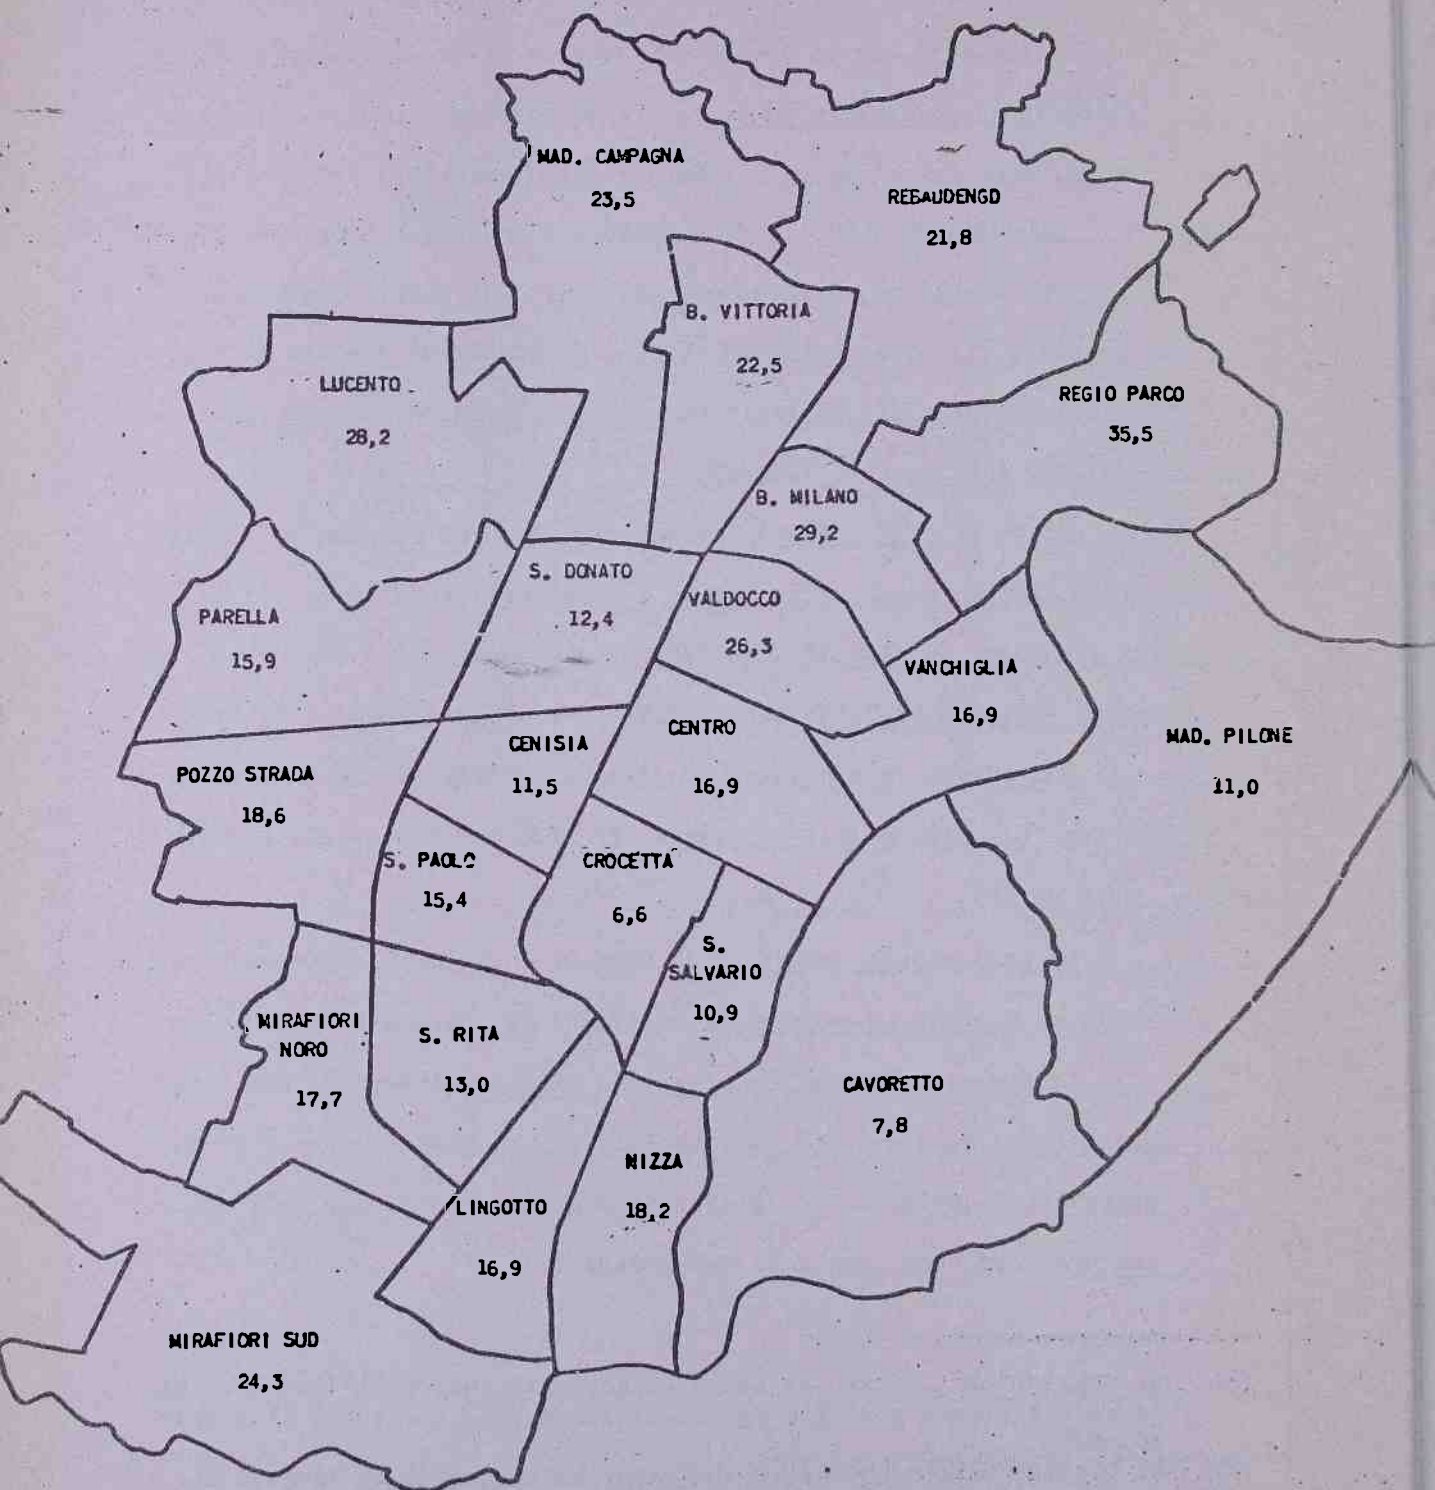 MAD. CAMPAGNA
23,5
REBAUDENGO
21,8
B. VITTORIA
22,5
LUCENTO
28,2
REGIO PARCO
35,5
B. MILANO
29,2
S. DONATO
12,4
VALDOCCO
26,3
PARELLA
15,9
VANCHIGLIA
16,9
CENTRO
16,9
MAD. PILONE
11,0
CENISIA
11,5
POZZO STRADA
18,6
S. PAOLO
15,4
CROCETTA
6,6
S.
SALVARIO
10,9
MIRAFIORI
NORO
17,7
S. RITA
13,0
CAVORETTO
7,8
NIZZA
18,2
LINGOTTO
16,9
MIRAFIORI SUD
24,3